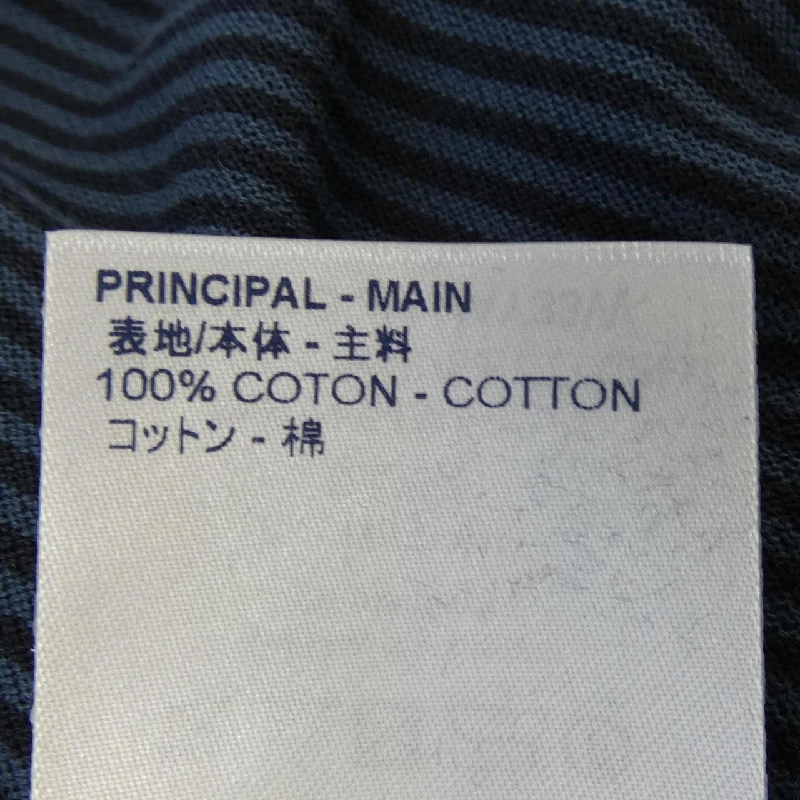 PRINCIPAL - MAIN
表地/本体 - 主料
100% COTON - COTTON
コットン - 棉